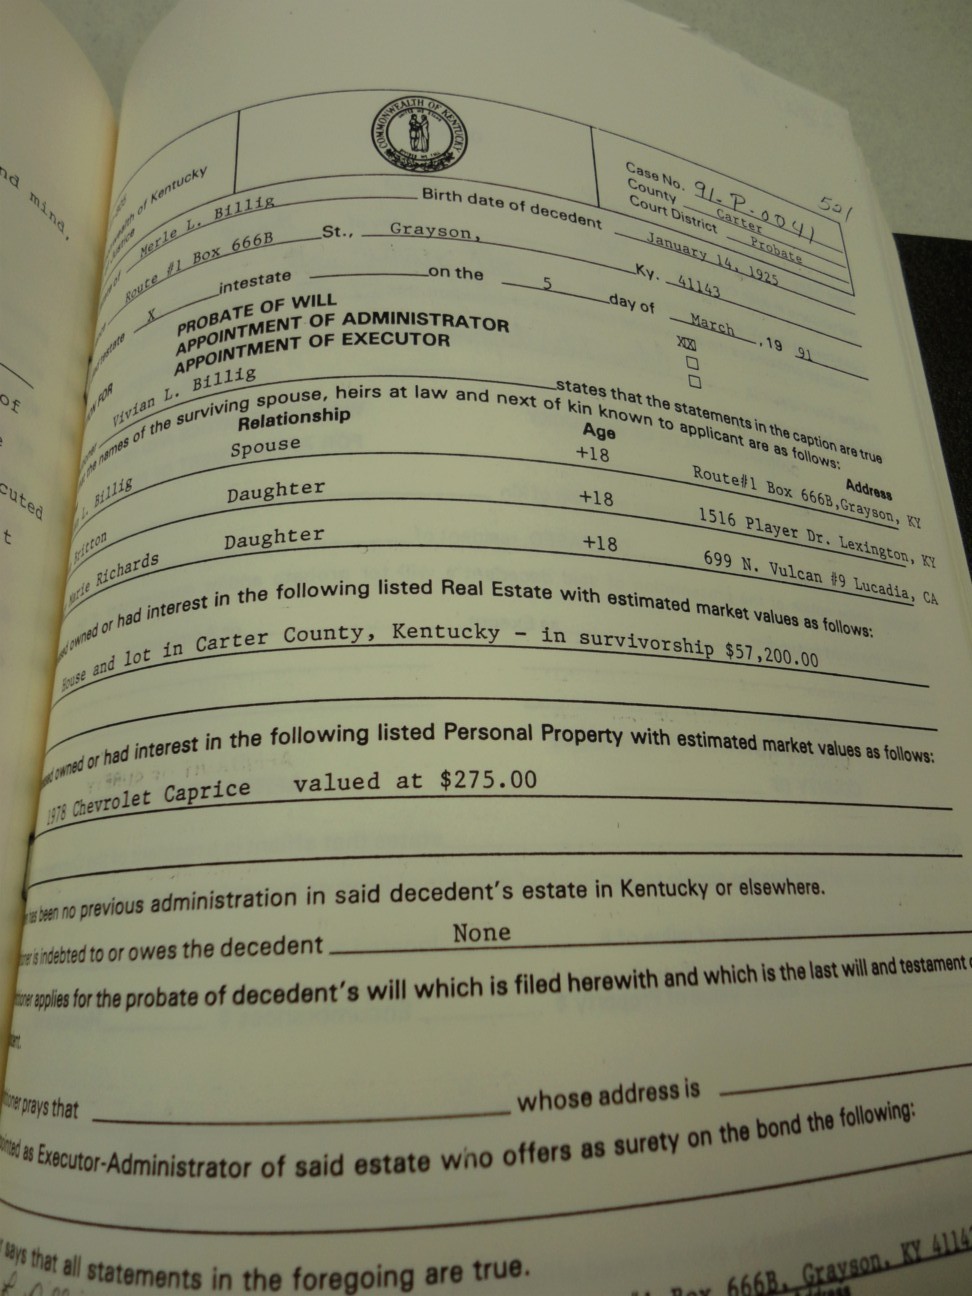 nd mind,
of
cuted
t
COMMONWEALTH OF KENTUCKY
501
Case No. 91-P-0041
County Carter
Court District Probate
of Kentucky
Justice
of Merle L. Billig Birth date of decedent January 14, 1925
Route #1 Box 666B St., Grayson, Ky. 41143
testate X intestate on the 5 day of March, 19 91
PROBATE OF WILL XX
APPOINTMENT OF ADMINISTRATOR
FOR APPOINTMENT OF EXECUTOR
Vivian L. Billig states that the statements in the caption are true
the names of the surviving spouse, heirs at law and next of kin known to applicant are as follows:
Relationship Age Address
L. Billig Spouse +18 Route#1 Box 666B, Grayson, KY
Britton Daughter +18 1516 Player Dr. Lexington, KY
Marie Richards Daughter +18 699 N. Vulcan #9 Lucadia, CA
owned or had interest in the following listed Real Estate with estimated market values as follows:
House and lot in Carter County, Kentucky - in survivorship $57,200.00
owned or had interest in the following listed Personal Property with estimated market values as follows:
1978 Chevrolet Caprice valued at $275.00
has been no previous administration in said decedent's estate in Kentucky or elsewhere.
is indebted to or owes the decedent None
applies for the probate of decedent's will which is filed herewith and which is the last will and testament
prays that whose address is
as Executor-Administrator of said estate who offers as surety on the bond the following:
says that all statements in the foregoing are true.
Box 666B, Grayson, KY 4114